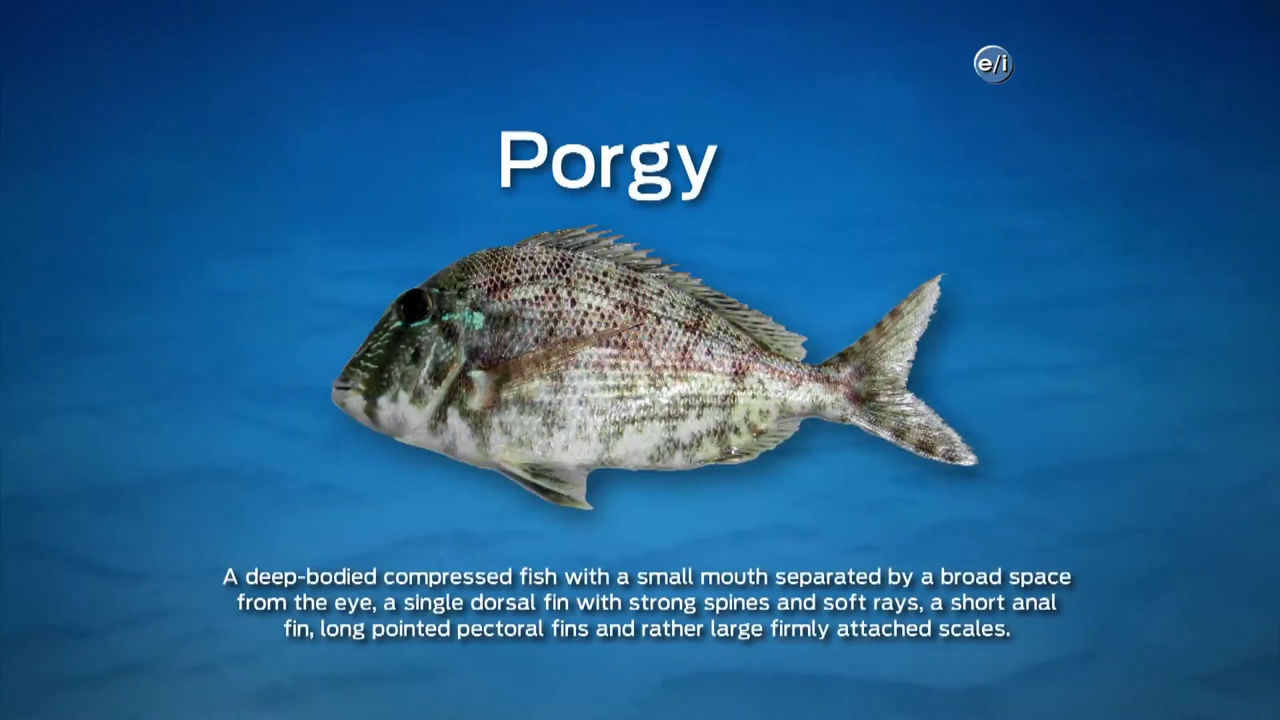 e/i
Porgy
A deep-bodied compressed fish with a small mouth separated by a broad space
from the eye, a single dorsal fin with strong spines and soft rays, a short anal
fin, long pointed pectoral fins and rather large firmly attached scales.